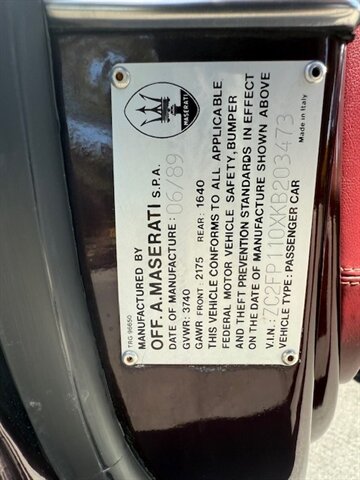 MASERATI
TRG 96650
MANUFACTURED BY
OFF. A. MASERATI S.P.A.
DATE OF MANUFACTURE: 06/89
GVWR: 3740
GAWR FRONT: 2175 REAR: 1640
THIS VEHICLE CONFORMS TO ALL APPLICABLE
FEDERAL MOTOR VEHICLE SAFETY, BUMPER
AND THEFT PREVENTION STANDARDS IN EFFECT
ON THE DATE OF MANUFACTURE SHOWN ABOVE
V.I.N.: ZC2FP110XKB203473
VEHICLE TYPE: PASSENGER CAR
Made in Italy